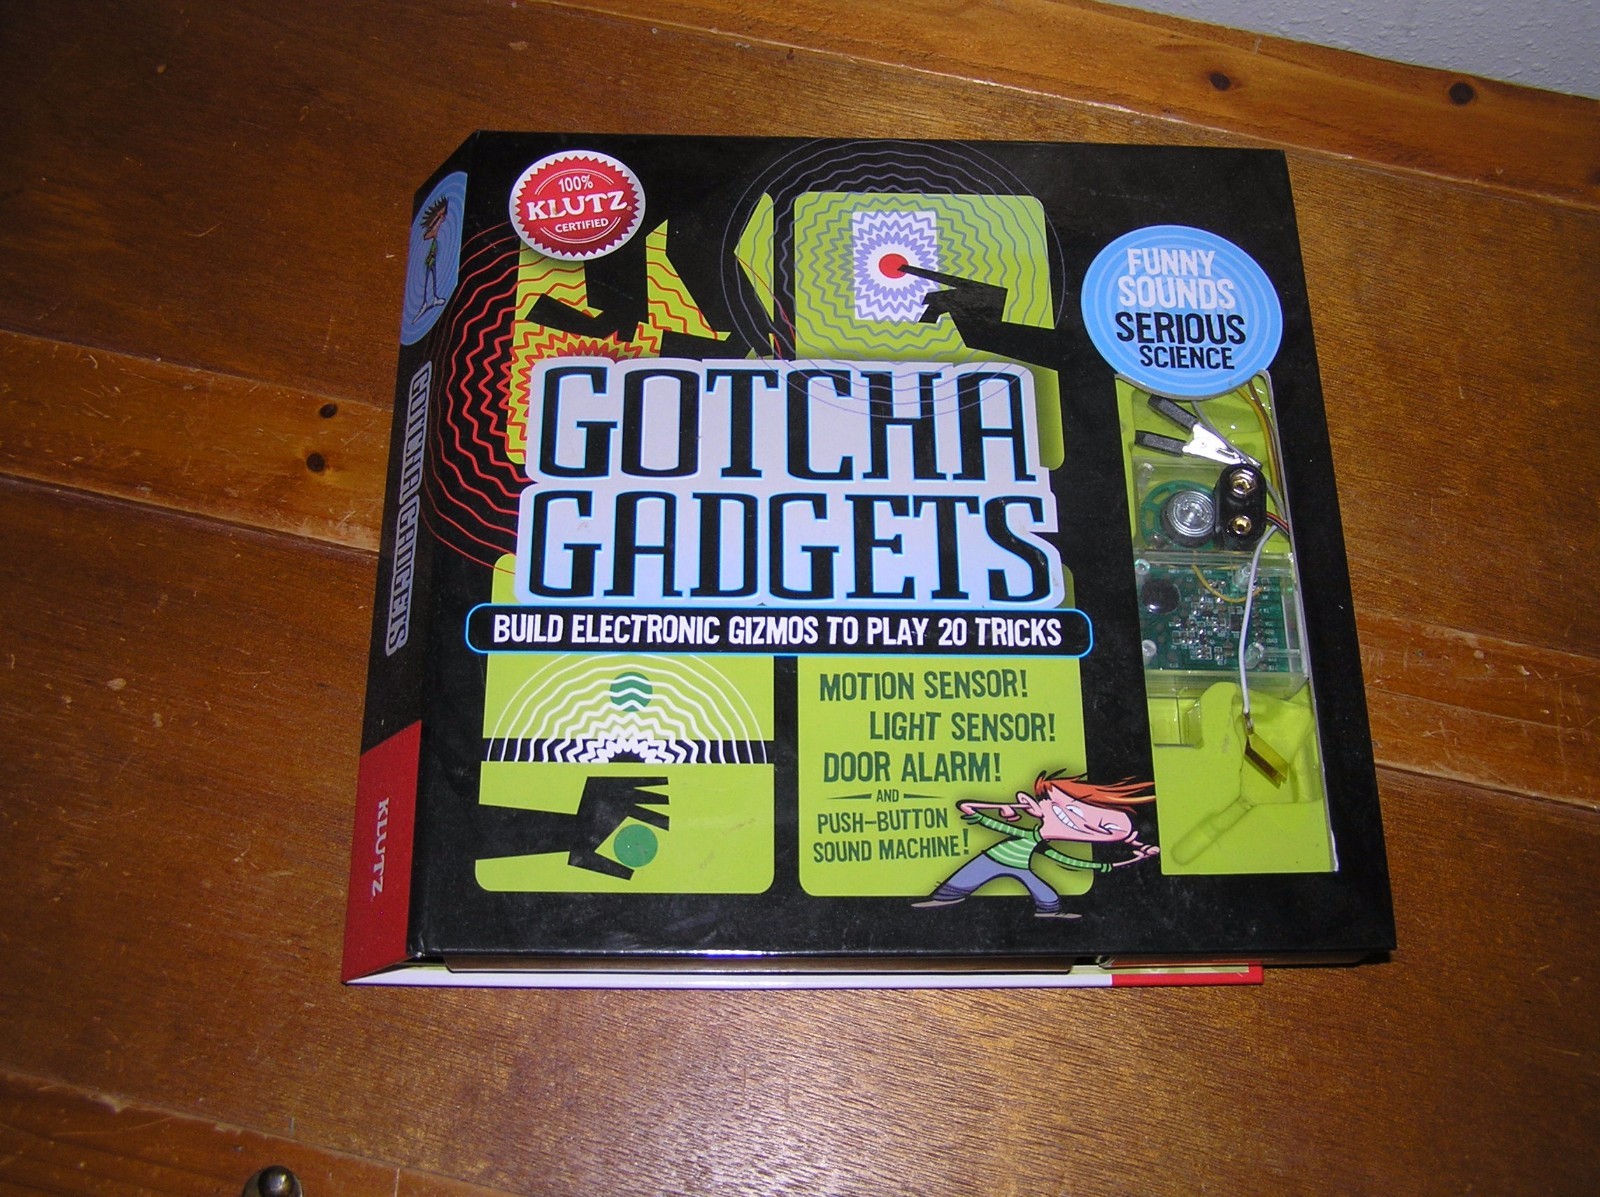 100%
KLUTZ®
CERTIFIED
FUNNY
SOUNDS
SERIOUS
SCIENCE
GOTCHA
GADGETS
BUILD ELECTRONIC GIZMOS TO PLAY 20 TRICKS
MOTION SENSOR!
LIGHT SENSOR!
DOOR ALARM!
AND
PUSH-BUTTON
SOUND MACHINE!
GOTCHA GADGETS
KLUTZ